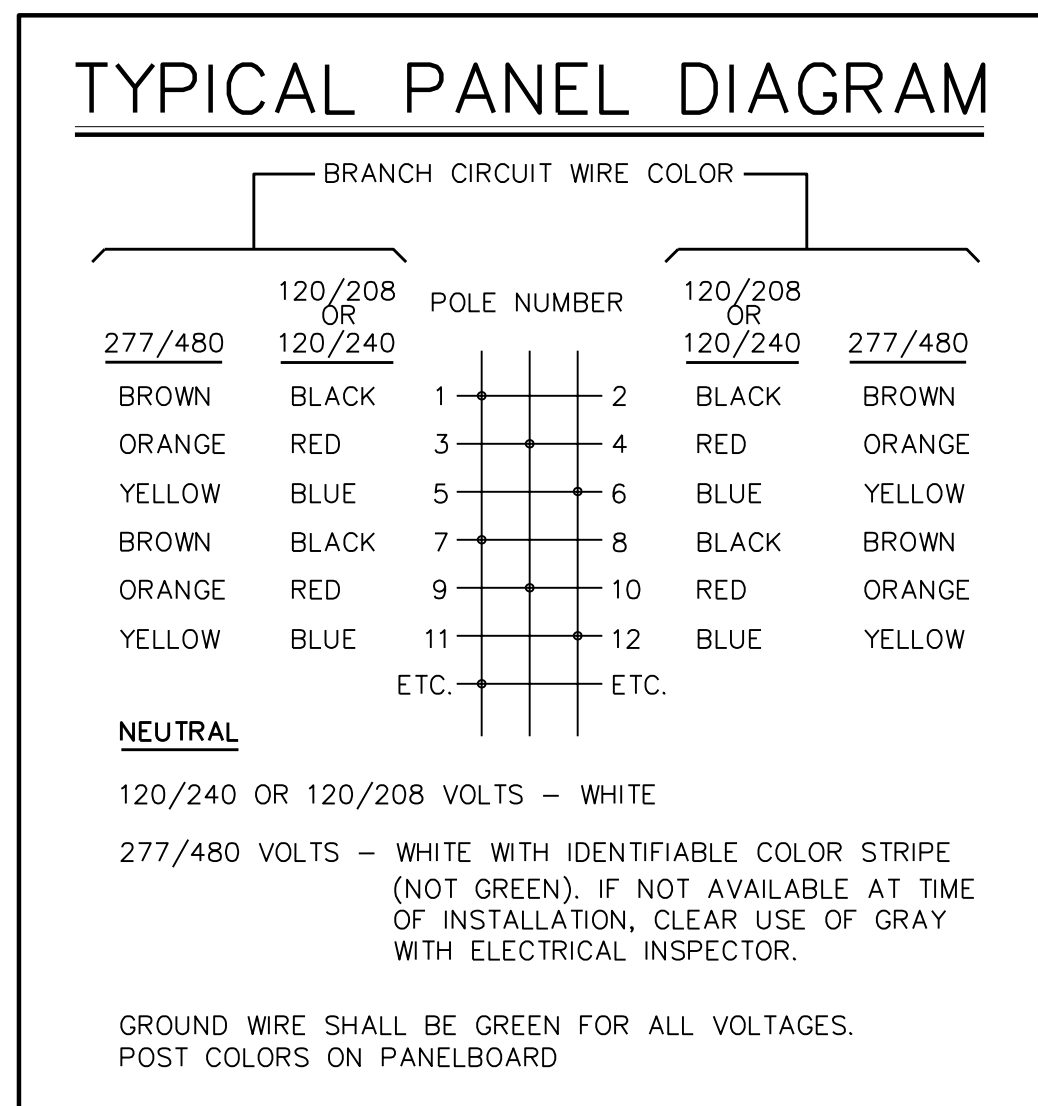 TYPICAL PANEL DIAGRAM
BRANCH CIRCUIT WIRE COLOR
277/480 120/208 OR 120/240 POLE NUMBER 120/208 OR 120/240 277/480
BROWN BLACK 1 2 BLACK BROWN
ORANGE RED 3 4 RED ORANGE
YELLOW BLUE 5 6 BLUE YELLOW
BROWN BLACK 7 8 BLACK BROWN
ORANGE RED 9 10 RED ORANGE
YELLOW BLUE 11 12 BLUE YELLOW
ETC. ETC.
NEUTRAL
120/240 OR 120/208 VOLTS – WHITE
277/480 VOLTS – WHITE WITH IDENTIFIABLE COLOR STRIPE
(NOT GREEN). IF NOT AVAILABLE AT TIME
OF INSTALLATION, CLEAR USE OF GRAY
WITH ELECTRICAL INSPECTOR.
GROUND WIRE SHALL BE GREEN FOR ALL VOLTAGES.
POST COLORS ON PANELBOARD